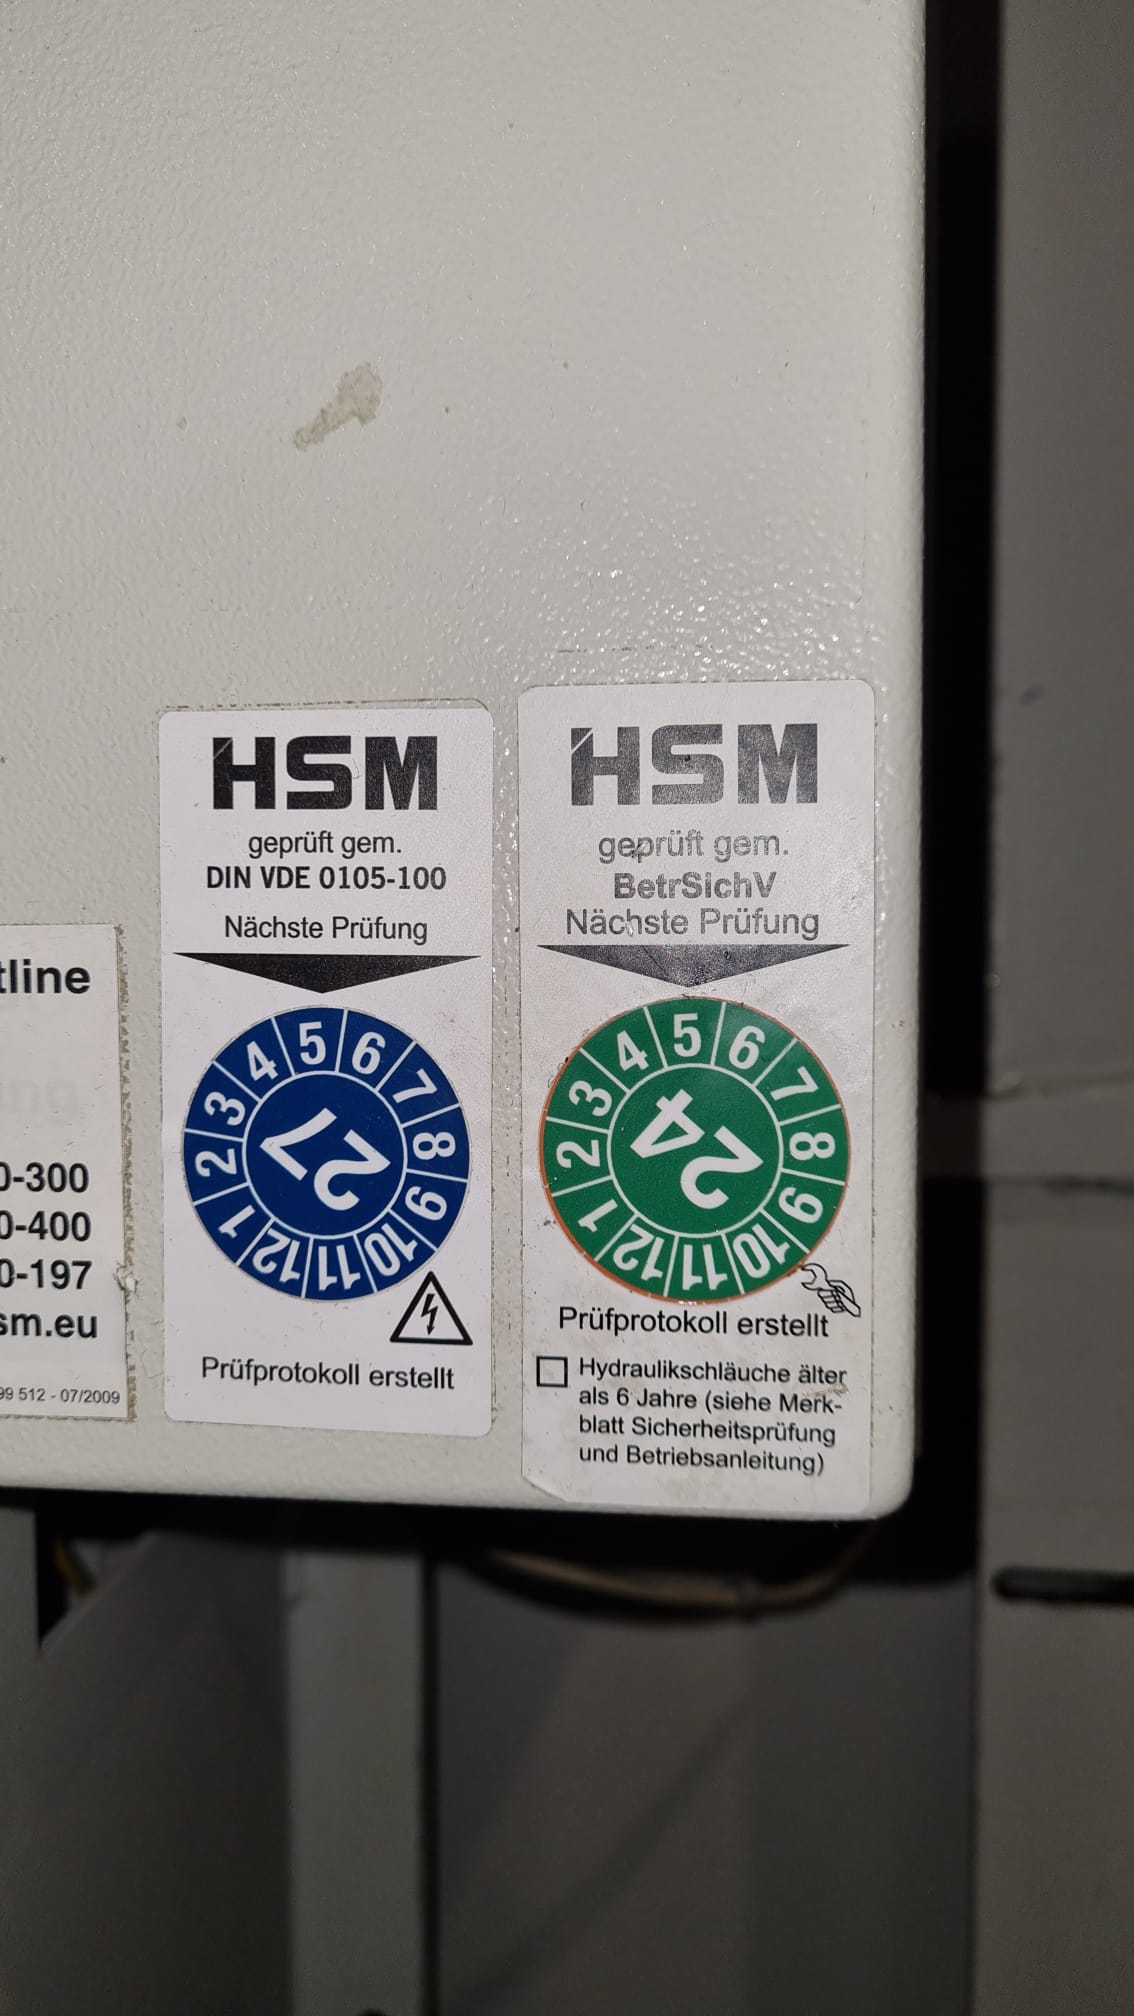 tline
0-300
0-400
0-197
sm.eu
99 512 - 07/2009
HSM
geprüft gem.
DIN VDE 0105-100
Nächste Prüfung
1 2 3 4 5 6 7 8 9 10 11 12
27
Prüfprotokoll erstellt
HSM
geprüft gem.
BetrSichV
Nächste Prüfung
1 2 3 4 5 6 7 8 9 10 11 12
24
Prüfprotokoll erstellt
Hydraulikschläuche älter
als 6 Jahre (siehe Merk-
blatt Sicherheitsprüfung
und Betriebsanleitung)